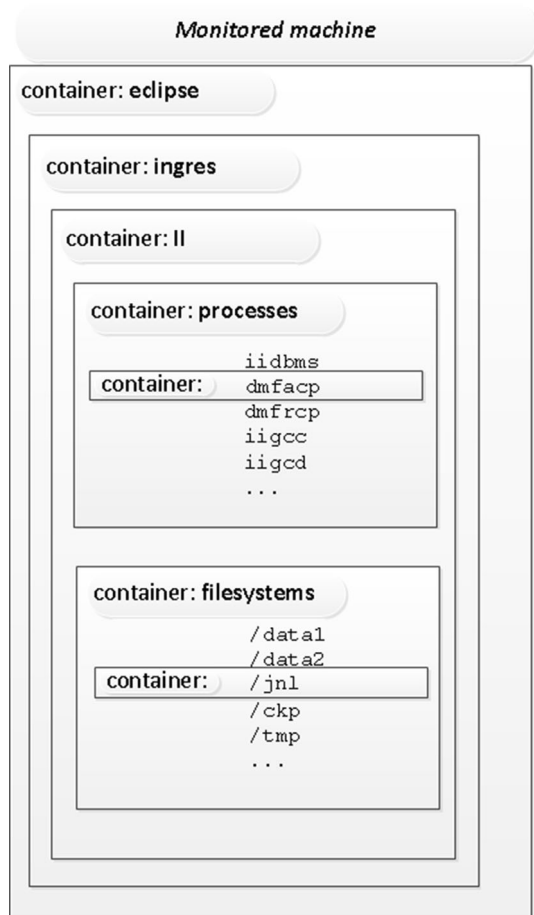 Monitored machine
container: eclipse
container: ingres
container: II
container: processes
iidbms
container: dmfacp
dmfrcp
iigcc
iigcd
...
container: filesystems
/data1
/data2
container: /jnl
/ckp
/tmp
...